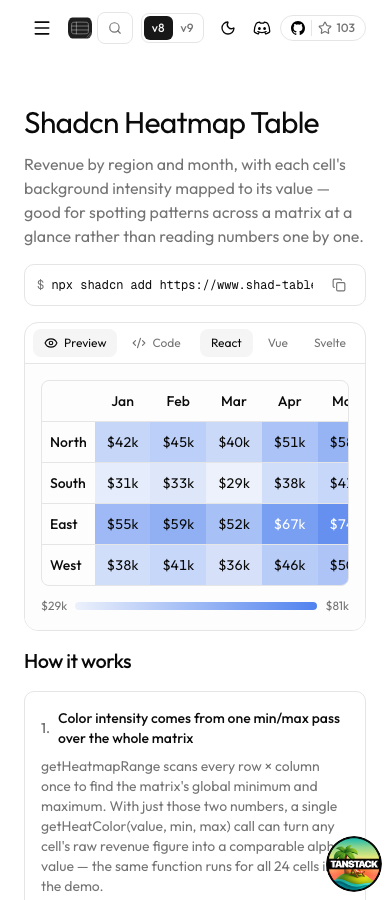 v8 v9 103
Shadcn Heatmap Table
Revenue by region and month, with each cell's
background intensity mapped to its value —
good for spotting patterns across a matrix at a
glance rather than reading numbers one by one.
$ npx shadcn add https://www.shad-table
Preview Code React Vue Svelte
Jan Feb Mar Apr
North $42k $45k $40k $51k
South $31k $33k $29k $38k
East $55k $59k $52k $67k
West $38k $41k $36k $46k
$29k $81k
How it works
1. Color intensity comes from one min/max pass
over the whole matrix
getHeatmapRange scans every row × column
once to find the matrix's global minimum and
maximum. With just those two numbers, a single
getHeatColor(value, min, max) call can turn any
cell's raw revenue figure into a comparable
value — the same function runs for all 24 cells
the demo.
TANSTACK